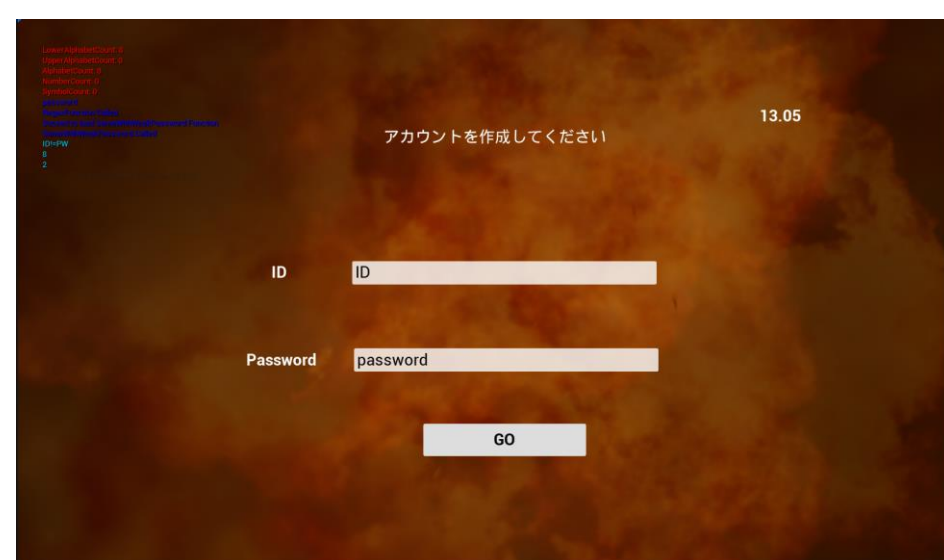 LowerAlphabetCount: 0
UpperAlphabetCount: 0
AlphabetCount: 0
NumberCount: 0
SymbolCount: 0
password
ID!=PW
8
2
13.05
アカウントを作成してください
ID ID
Password password
GO